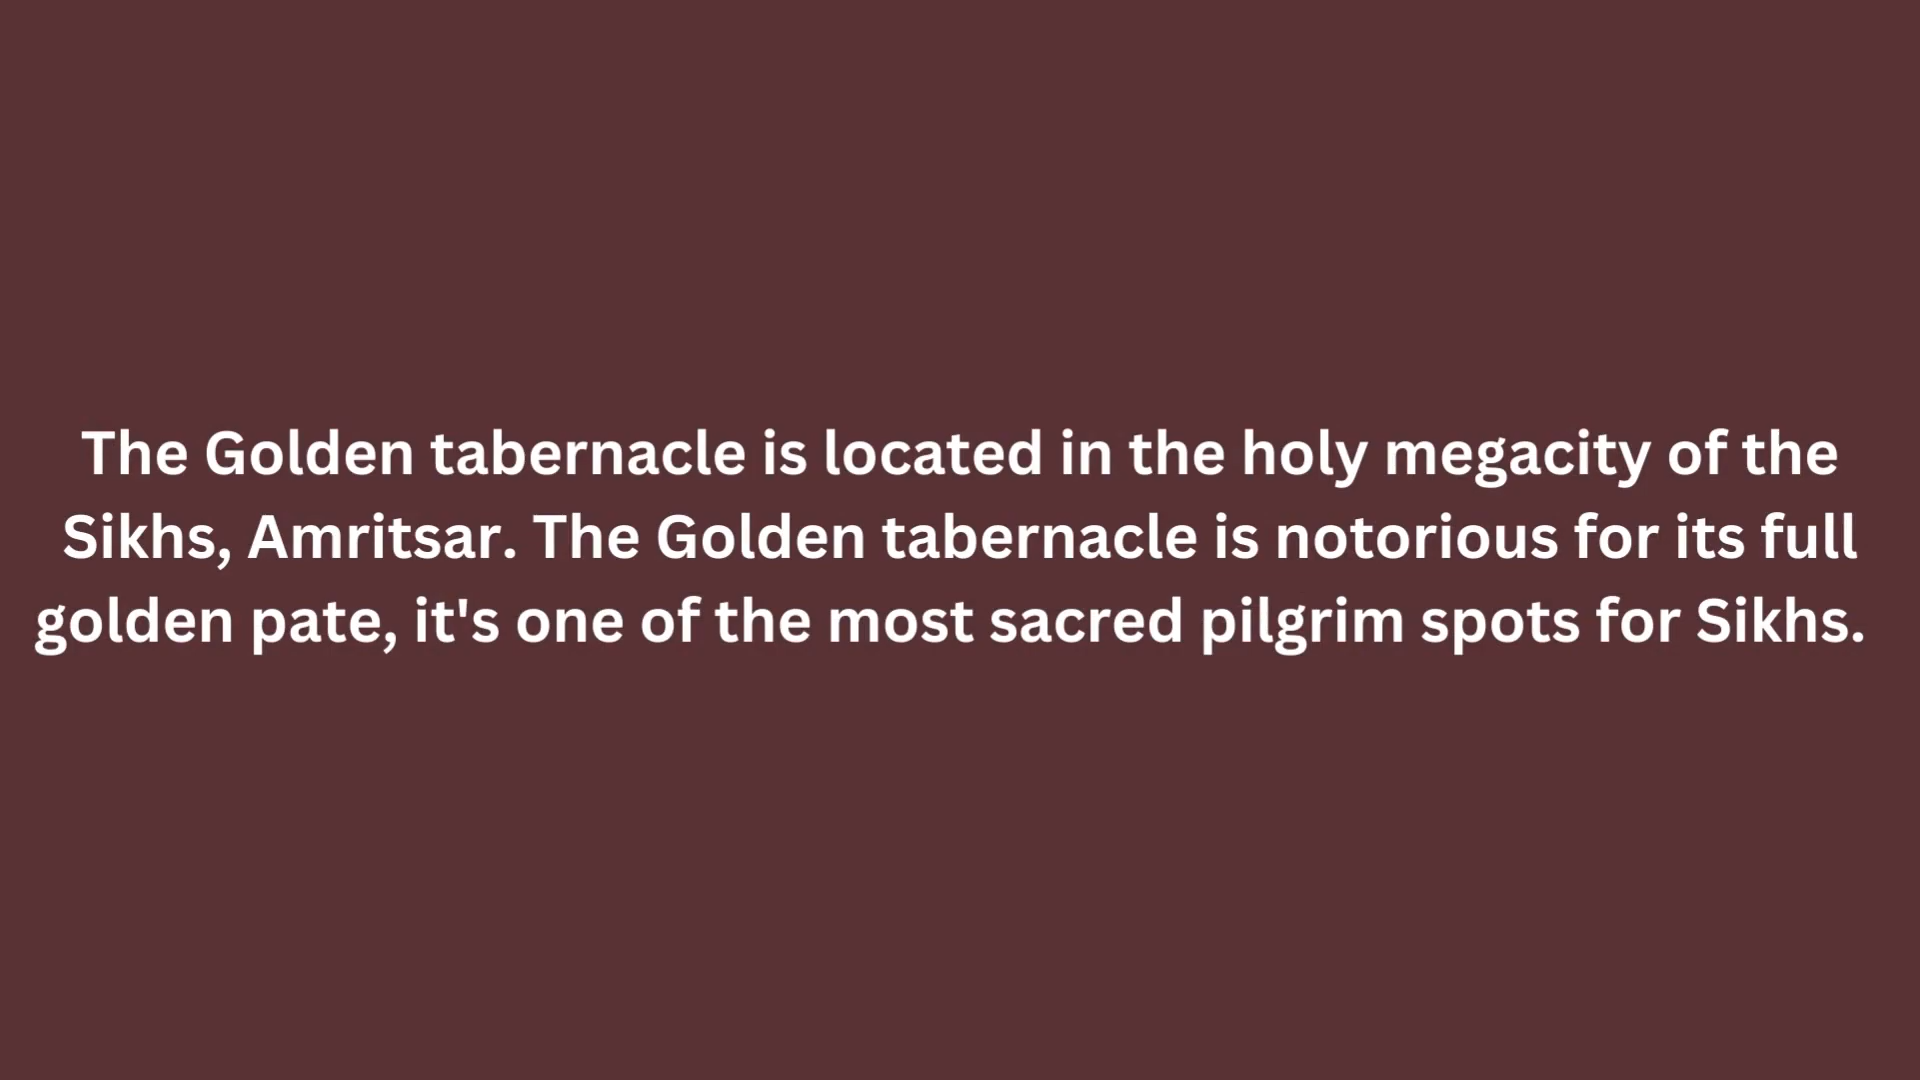 The Golden tabernacle is located in the holy megacity of the
Sikhs, Amritsar. The Golden tabernacle is notorious for its full
golden pate, it's one of the most sacred pilgrim spots for Sikhs.